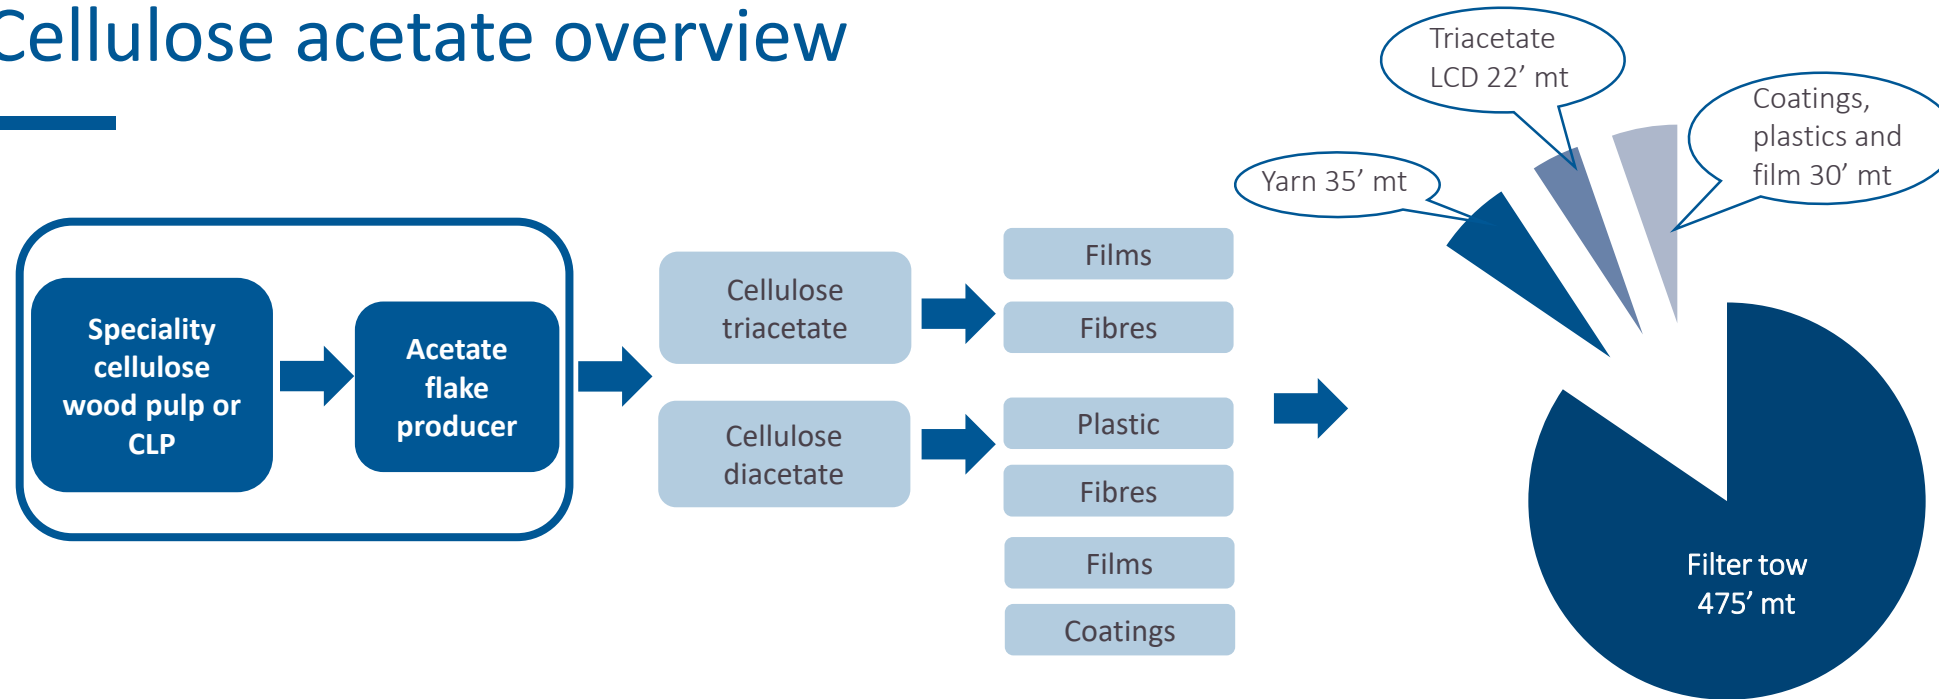 Cellulose acetate overview
Speciality
cellulose
wood pulp or
CLP
Acetate
flake
producer
Cellulose
triacetate
Cellulose
diacetate
Films
Fibres
Plastic
Fibres
Films
Coatings
Yarn 35’ mt
Triacetate
LCD 22’ mt
Coatings,
plastics and
film 30’ mt
Filter tow
475’ mt